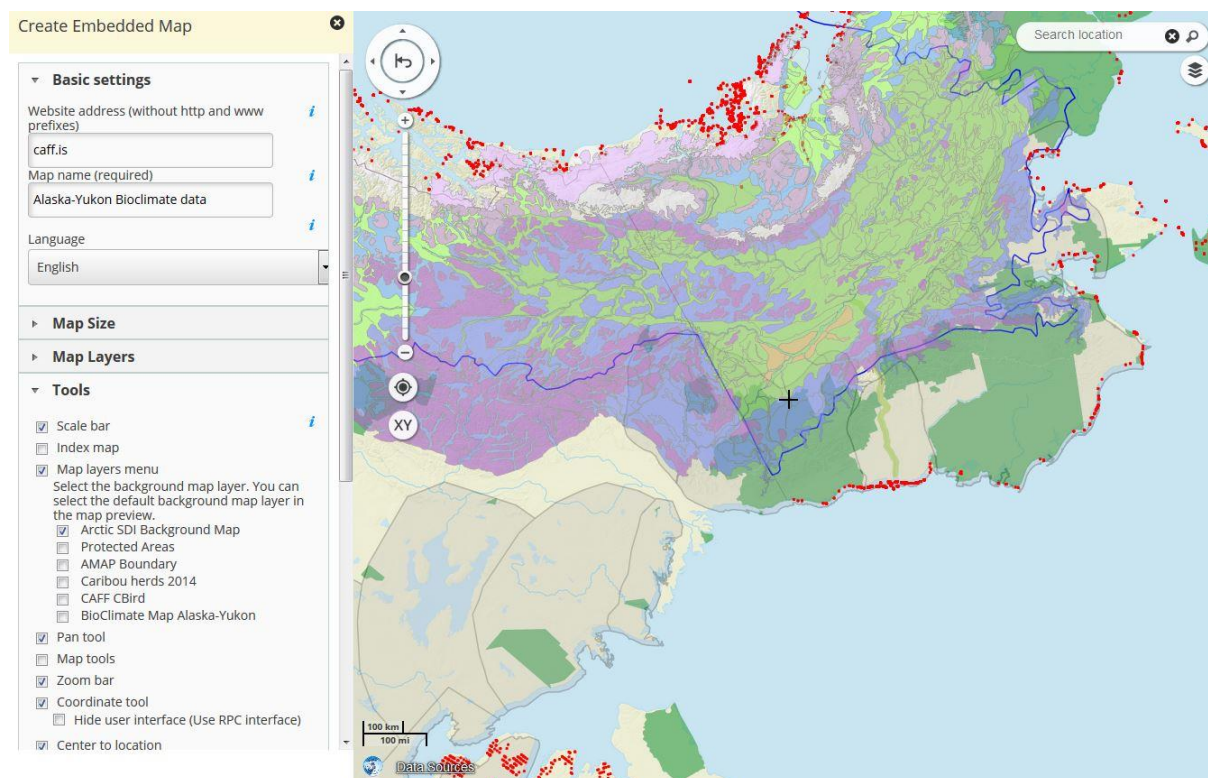 Create Embedded Map
Basic settings
Website address (without http and www
prefixes)
caff.is
Map name (required)
Alaska-Yukon Bioclimate data
Language
English
Map Size
Map Layers
Tools
Scale bar
Index map
Map layers menu
Select the background map layer. You can
select the default background map layer in
the map preview.
Arctic SDI Background Map
Protected Areas
AMAP Boundary
Caribou herds 2014
CAFF CBird
BioClimate Map Alaska-Yukon
Pan tool
Map tools
Zoom bar
Coordinate tool
Hide user interface (Use RPC interface)
Center to location
Search location
XY
100 km
100 mi
Data Sources